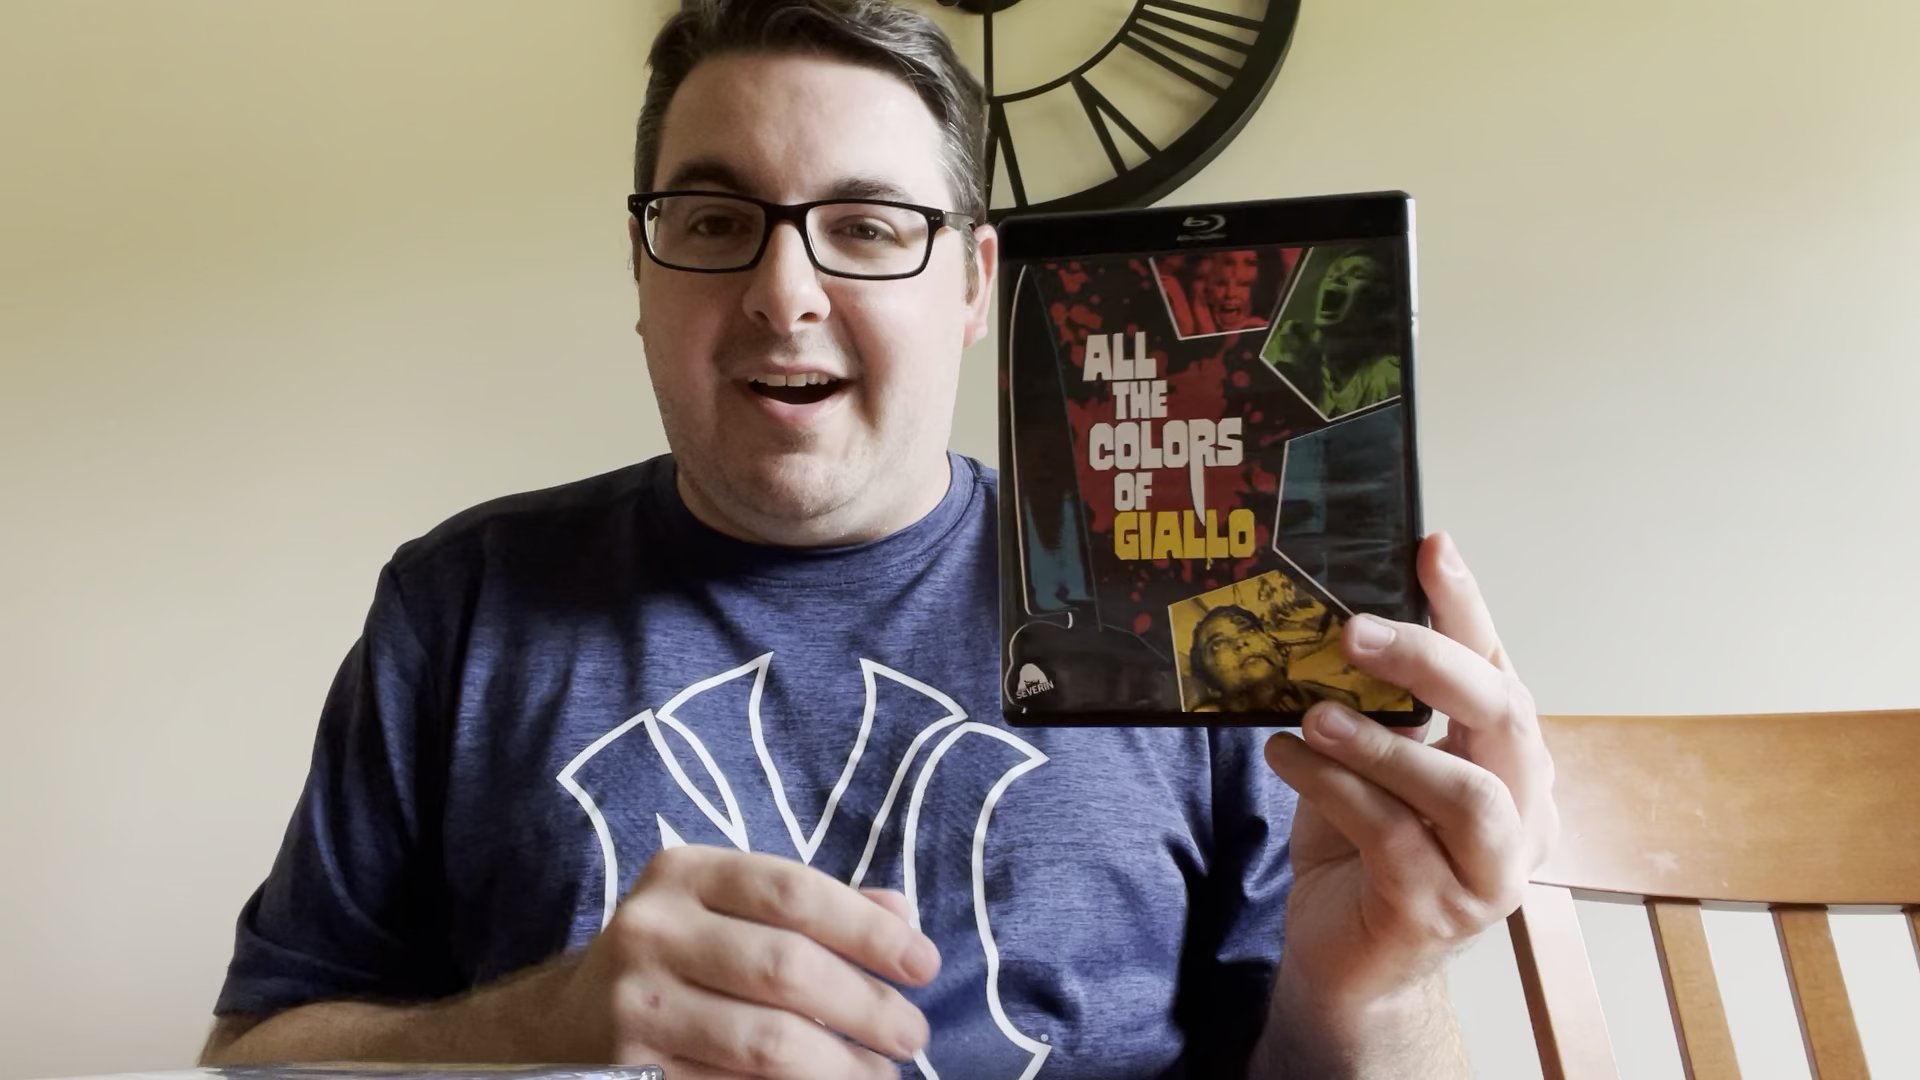 ALL
THE
COLORS
OF
GIALLO
SEVERIN
NY